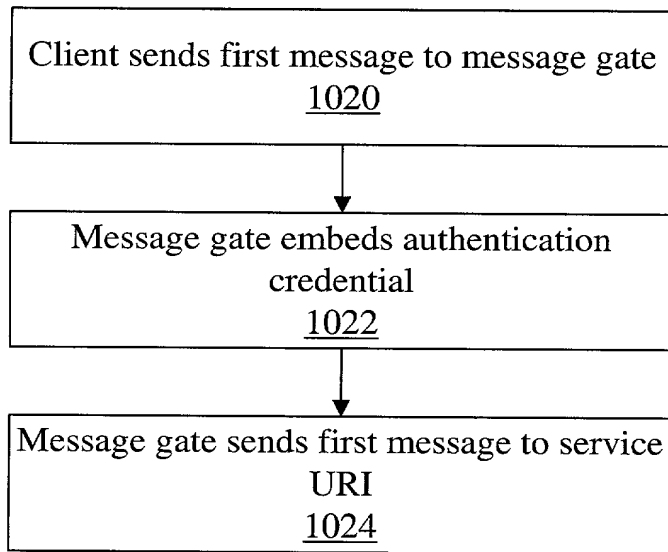 Client sends first message to message gate
1020
Message gate embeds authentication
credential
1022
Message gate sends first message to service
URI
1024